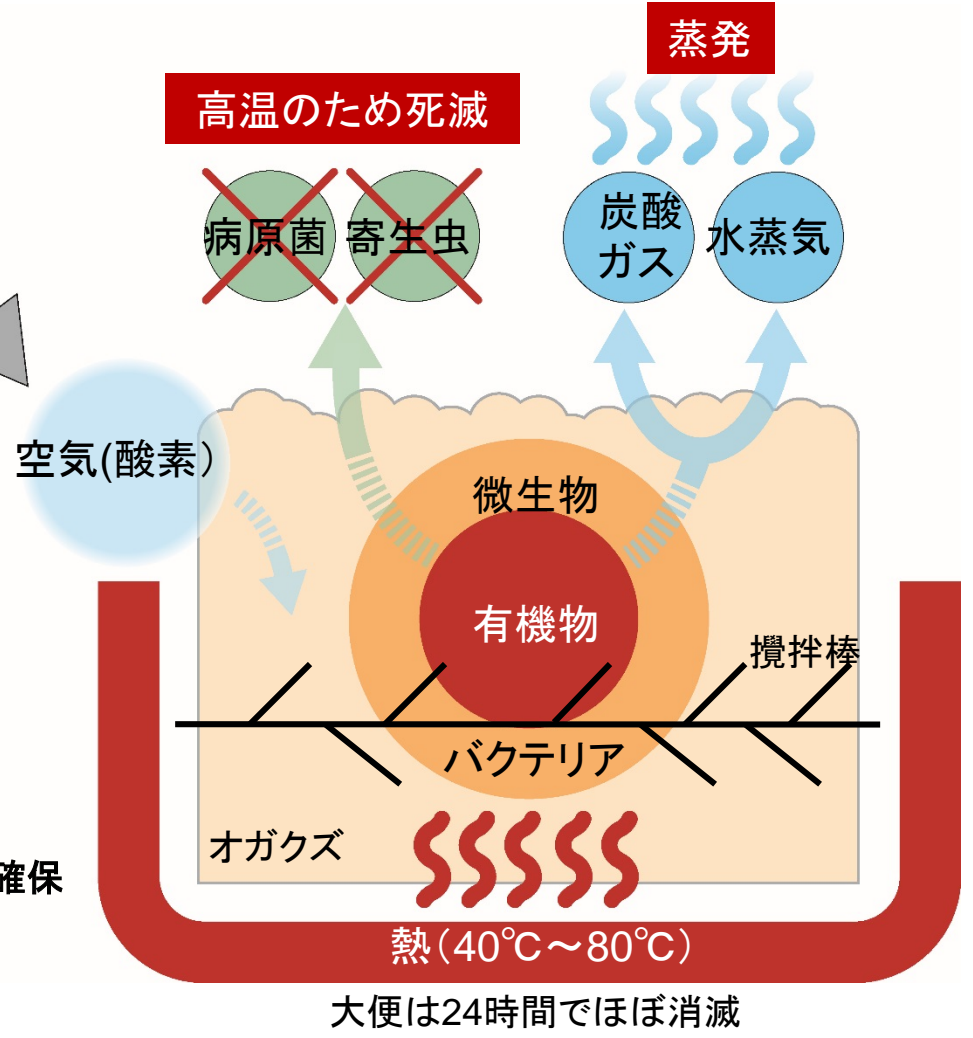 蒸発
高温のため死滅
病原菌
寄生虫
炭酸
ガス
水蒸気
空気(酸素）
微生物
有機物
攪拌棒
バクテリア
オガクズ
確保
熱（40℃～80℃）
大便は24時間でほぼ消滅